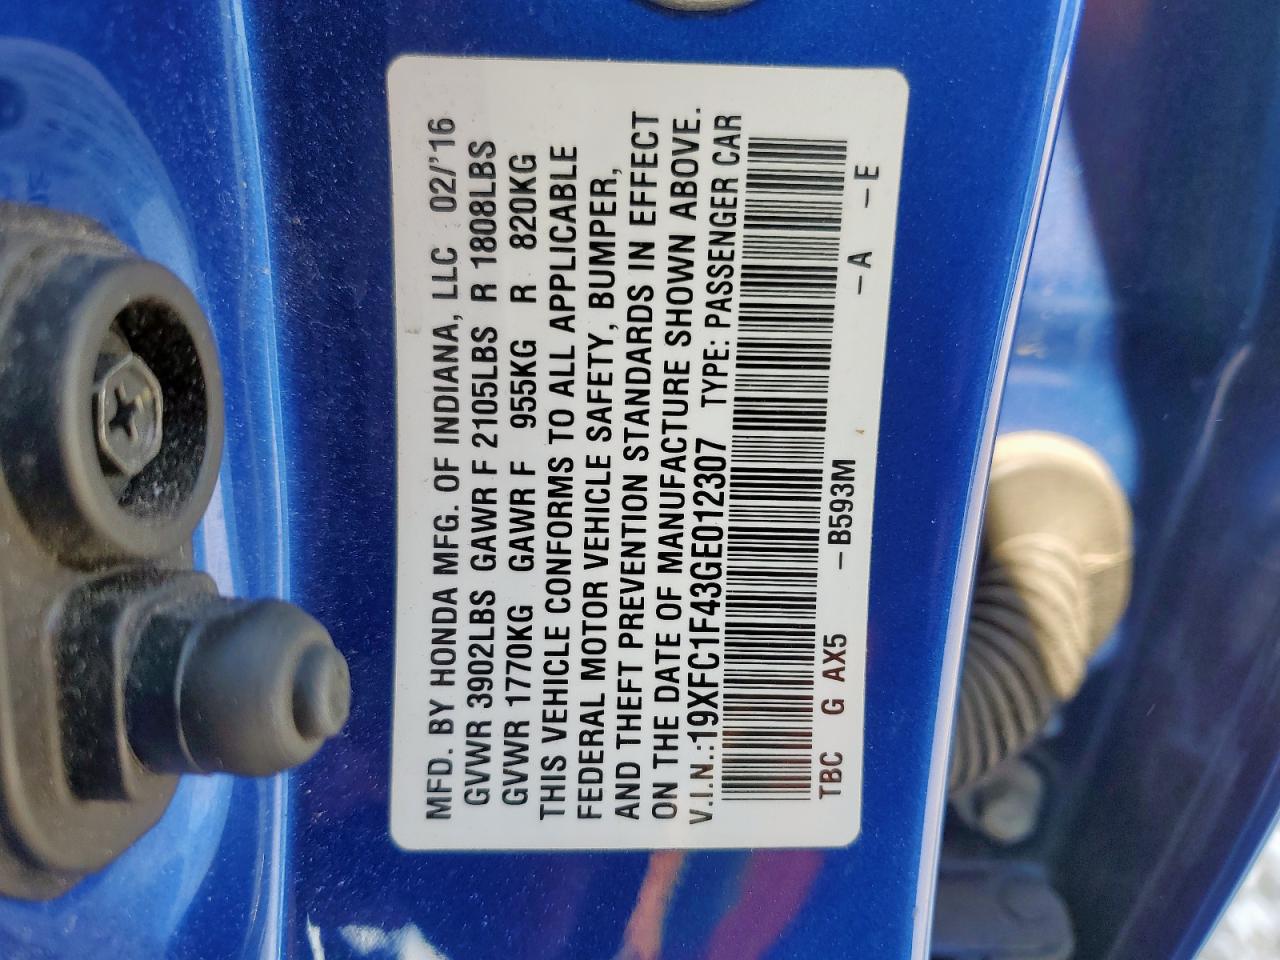 MFD. BY HONDA MFG. OF INDIANA, LLC 02/'16
GVWR 3902LBS GAWR F 2105LBS R 1808LBS
GVWR 1770KG GAWR F 955KG R 820KG
THIS VEHICLE CONFORMS TO ALL APPLICABLE
FEDERAL MOTOR VEHICLE SAFETY, BUMPER,
AND THEFT PREVENTION STANDARDS IN EFFECT
ON THE DATE OF MANUFACTURE SHOWN ABOVE.
V.I.N.:19XFC1F43GE012307 TYPE: PASSENGER CAR
TBC G AX5 -B593M -A -E